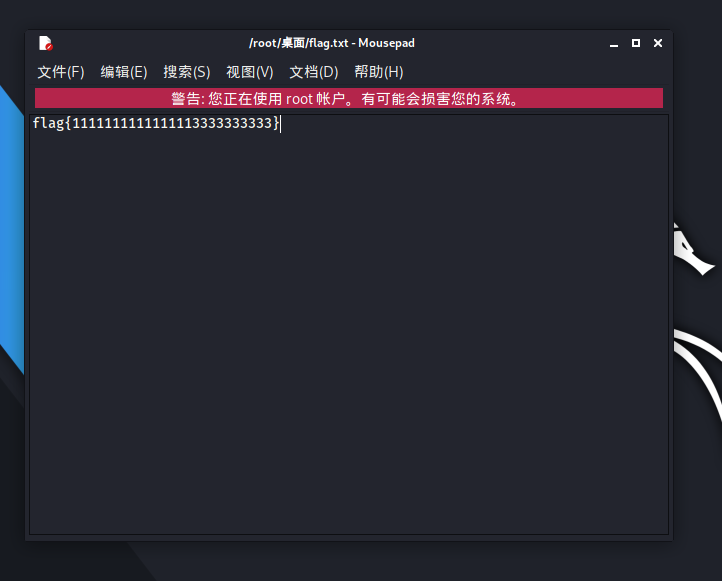 /root/桌面/flag.txt - Mousepad
文件(F) 编辑(E) 搜索(S) 视图(V) 文档(D) 帮助(H)
警告: 您正在使用 root 帐户。有可能会损害您的系统。
flag{1111111111111113333333333}